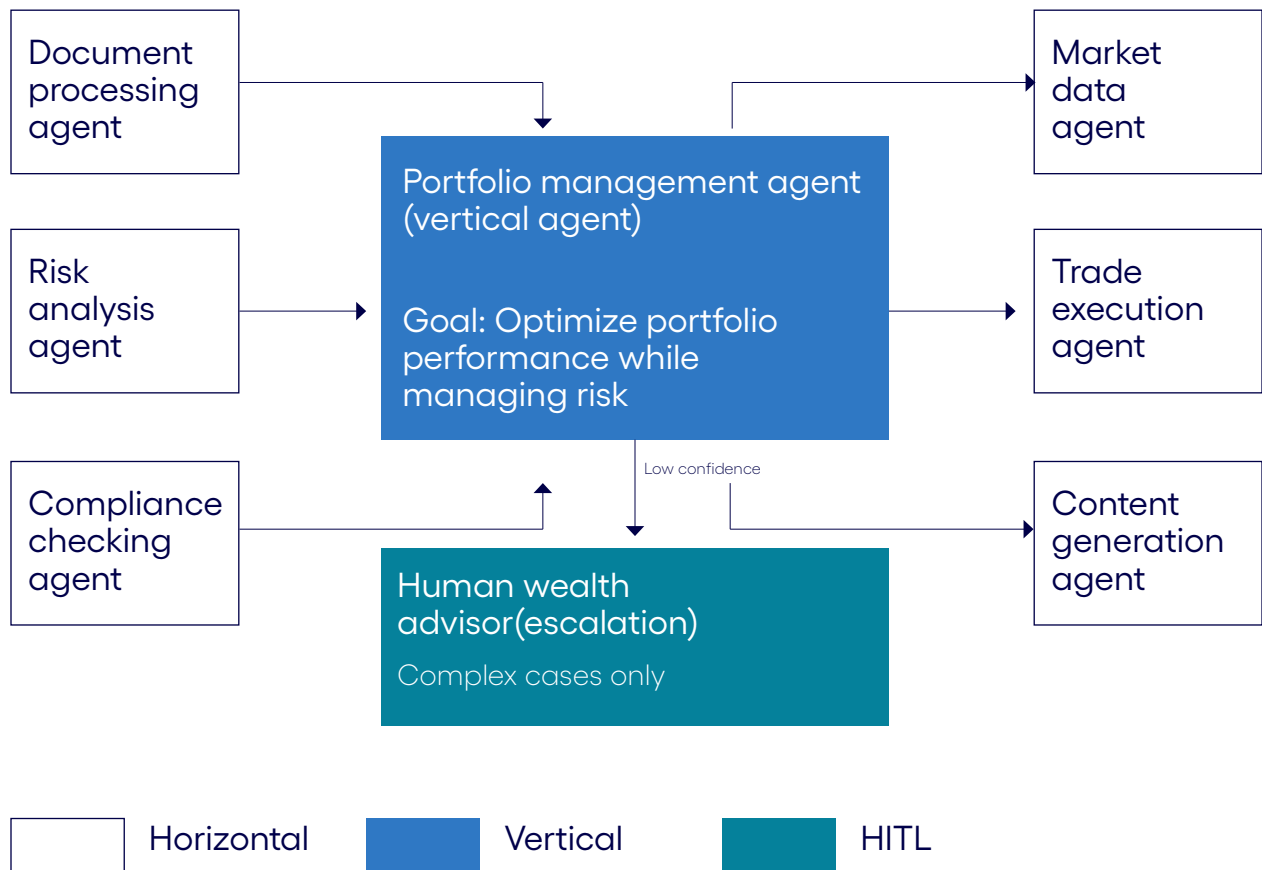 Document
processing
agent
Market
data
agent
Portfolio management agent
(vertical agent)
Risk
analysis
agent
Goal: Optimize portfolio
performance while
managing risk
Trade
execution
agent
Low confidence
Compliance
checking
agent
Content
generation
agent
Human wealth
advisor(escalation)
Complex cases only
Horizontal
Vertical
HITL